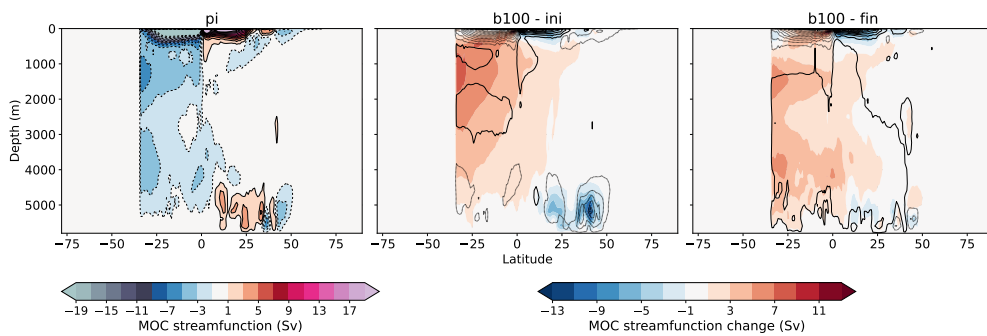 pi
b100 - ini
b100 - fin
Depth (m)
0
1000
2000
3000
4000
5000
−75 −50 −25 0 25 50 75
−75 −50 −25 0 25 50 75
−75 −50 −25 0 25 50 75
Latitude
−19 −15 −11 −7 −3 1 5 9 13 17
MOC streamfunction (Sv)
−13 −9 −5 −1 3 7 11
MOC streamfunction change (Sv)